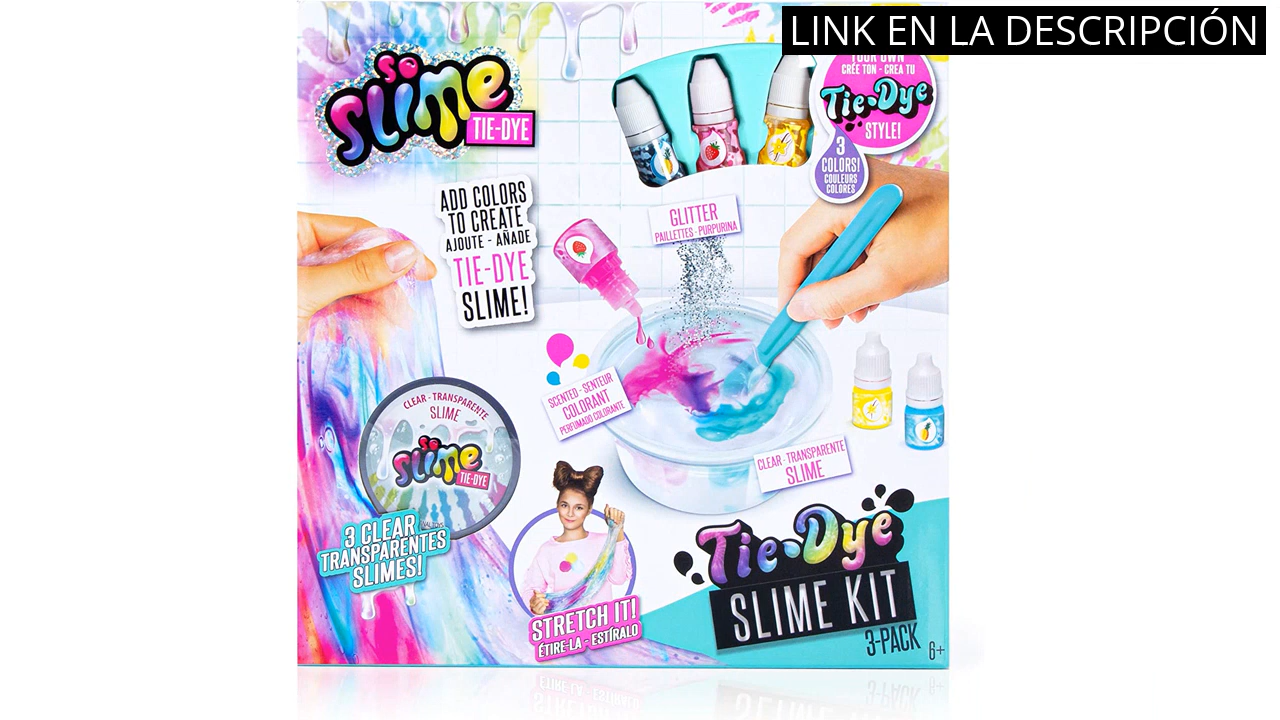 LINK EN LA DESCRIPCIÓN
So
SLiMe
TIE-DYE
YOUR OWN
CRÉE TON - CREA TU
Tie-Dye
STYLE!
3
COLORS!
COULEURS
COLORES
ADD COLORS
TO CREATE
AJOUTE - AÑADE
TIE-DYE
SLIME!
GLITTER
PAILLETTES - PURPURINA
SCENTED - SENTEUR
COLORANT
PERFUMADO COLORANTE
CLEAR - TRANSPARENTE
SLIME
So
SLiMe
TIE-DYE
3 CLEAR
TRANSPARENTES
SLIMES!
CLEAR - TRANSPARENTE
SLIME
STRETCH IT!
ÉTIRE-LA - ESTÍRALO
Tie-Dye
SLIME KIT
3-PACK
6+